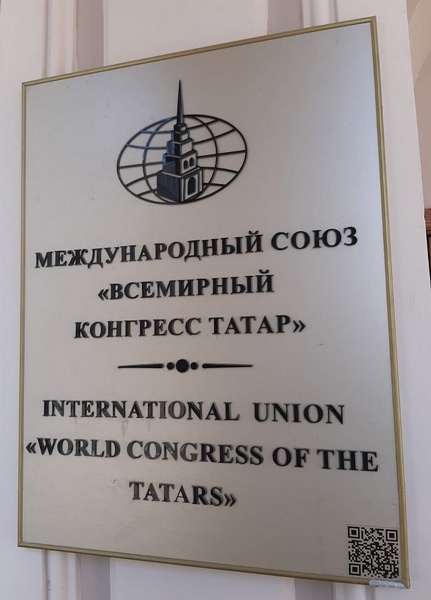 МЕЖДУНАРОДНЫЙ СОЮЗ
«ВСЕМИРНЫЙ
КОНГРЕСС ТАТАР»
INTERNATIONAL UNION
«WORLD CONGRESS OF THE
TATARS»